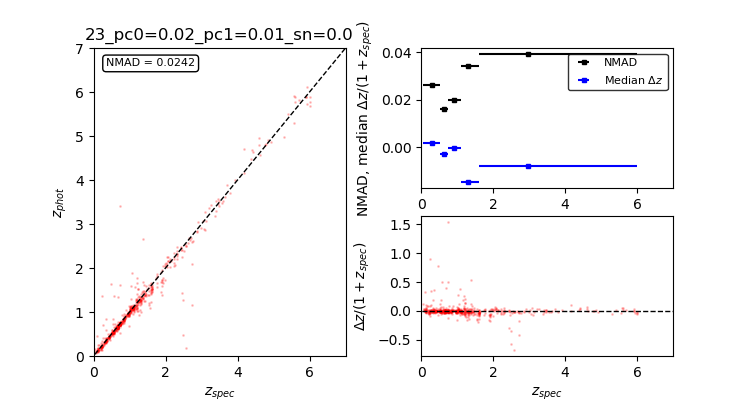 23_pc0=0.02_pc1=0.01_sn=0.0
NMAD = 0.0242
7
6
5
4
3
2
1
0
0 2 4 6
z_phot
z_spec
NMAD, median Δz/(1 + z_spec)
0.04
0.02
0.00
NMAD
Median Δz
0 2 4 6
Δz/(1 + z_spec)
1.5
1.0
0.5
0.0
−0.5
0 2 4 6
z_spec